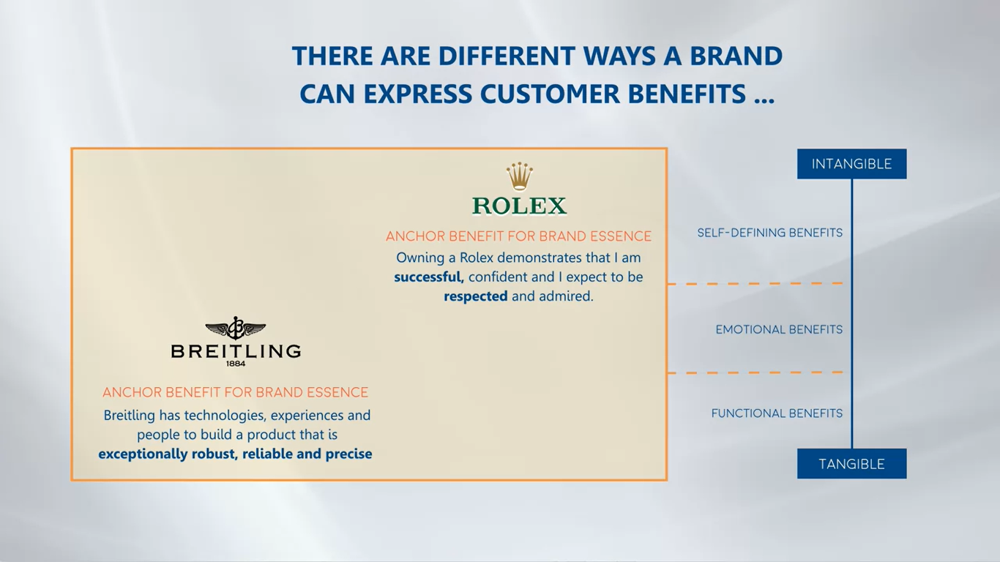 THERE ARE DIFFERENT WAYS A BRAND
CAN EXPRESS CUSTOMER BENEFITS ...
ROLEX
ANCHOR BENEFIT FOR BRAND ESSENCE
Owning a Rolex demonstrates that I am
successful, confident and I expect to be
respected and admired.
BREITLING
1884
ANCHOR BENEFIT FOR BRAND ESSENCE
Breitling has technologies, experiences and
people to build a product that is
exceptionally robust, reliable and precise
INTANGIBLE
SELF-DEFINING BENEFITS
EMOTIONAL BENEFITS
FUNCTIONAL BENEFITS
TANGIBLE